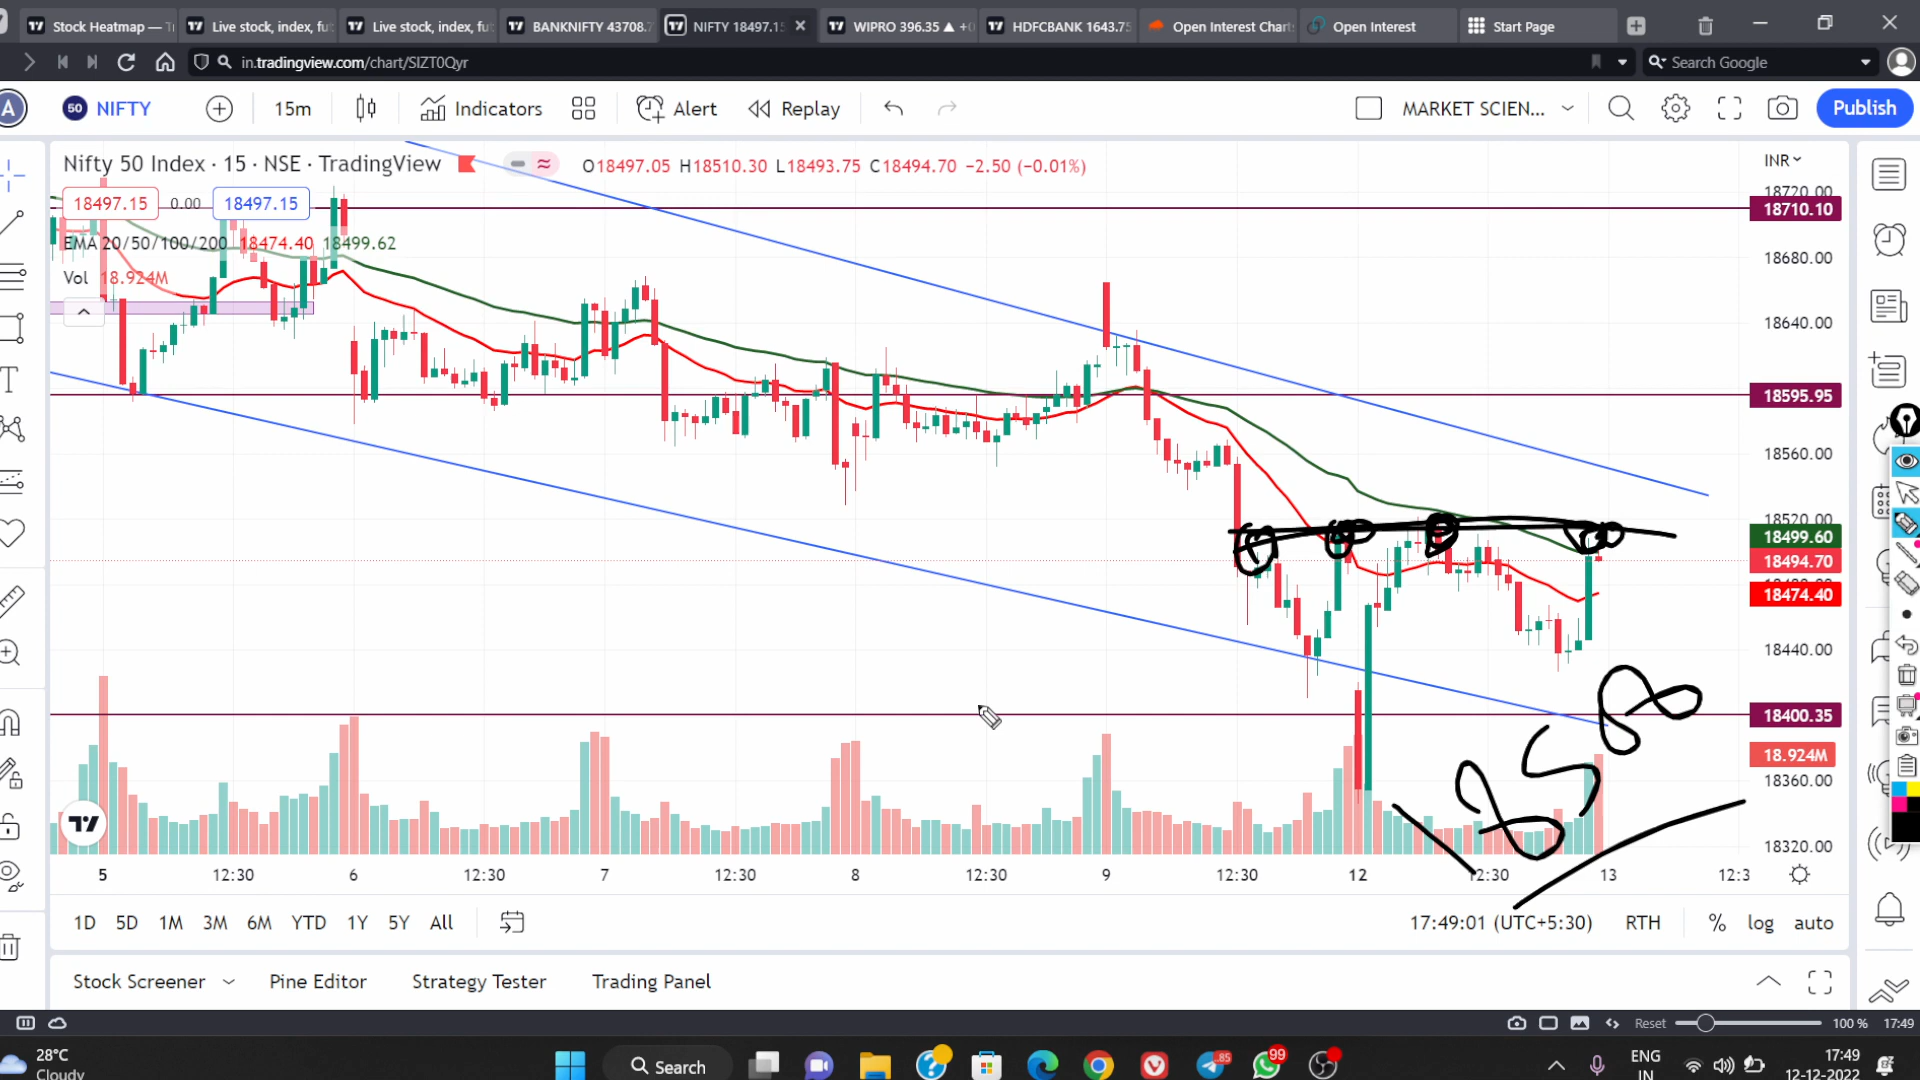 Stock Heatmap — T
Live stock, index, fu
Live stock, index, fu
BANKNIFTY 43708.7
NIFTY 18497.15
WIPRO 396.35 ▲ +0
HDFCBANK 1643.75
Open Interest Chart
Open Interest
Start Page
in.tradingview.com/chart/SIZT0Qyr
Search Google
A
50
NIFTY
15m
Indicators
Alert
Replay
MARKET SCIEN...
Publish
Nifty 50 Index · 15 · NSE · TradingView
O18497.05 H18510.30 L18493.75 C18494.70 −2.50 (−0.01%)
INR
18497.15
0.00
18497.15
EMA 20/50/100/200 18474.40 18499.62
Vol 18.924M
18720.00
18710.10
18680.00
18640.00
18595.95
18560.00
18520.00
18499.60
18494.70
18474.40
18440.00
18400.35
18.924M
18360.00
18320.00
18580
5
12:30
6
12:30
7
12:30
8
12:30
9
12:30
12
12:30
13
12:3
1D
5D
1M
3M
6M
YTD
1Y
5Y
All
17:49:01 (UTC+5:30)
RTH
%
log
auto
Stock Screener
Pine Editor
Strategy Tester
Trading Panel
Reset
100 %
17:49
28°C
Cloudy
Search
85
99
ENG
IN
17:49
12-12-2022